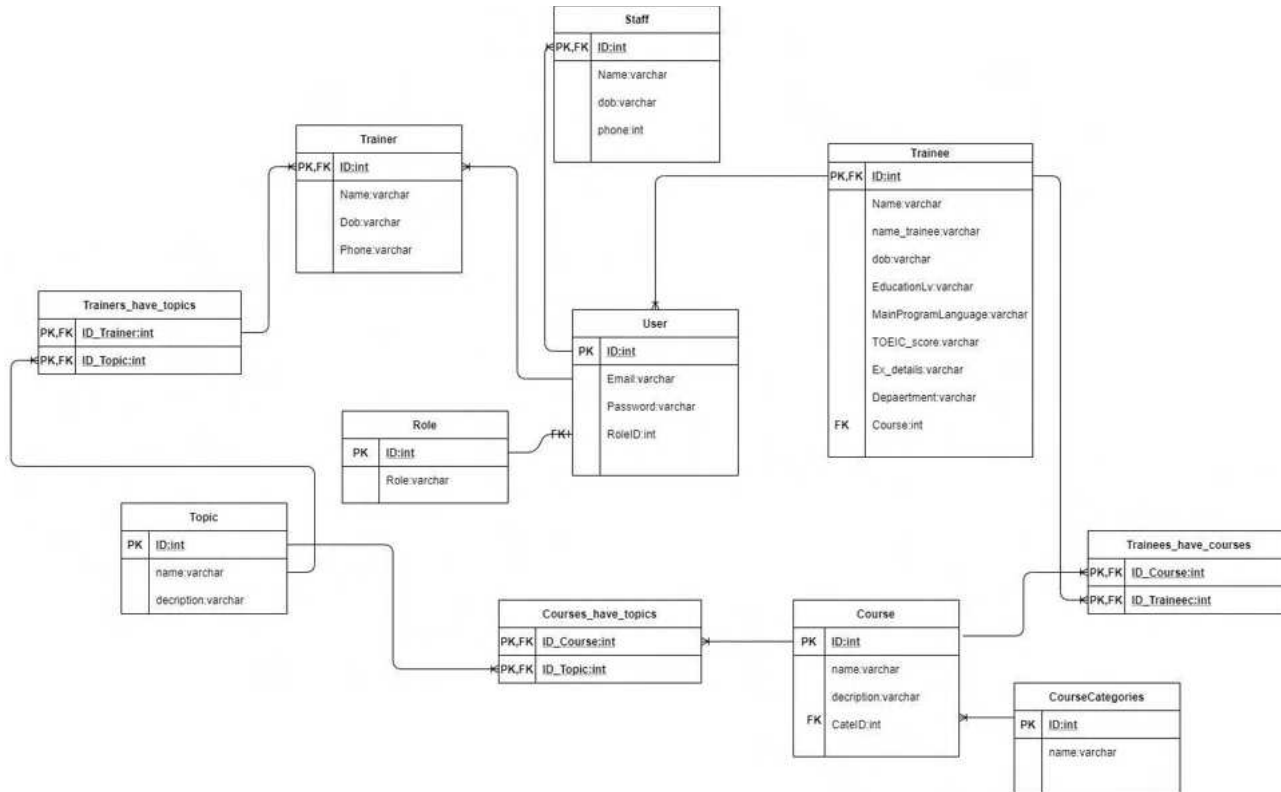 Staff
PK,FK ID:int
Name:varchar
dob:varchar
phone:int
Trainer
PK,FK ID:int
Name:varchar
Dob:varchar
Phone:varchar
Trainee
PK,FK ID:int
Name:varchar
name_trainee:varchar
dob:varchar
EducationLv:varchar
MainProgramLanguage:varchar
TOEIC_score:varchar
Ex_details:varchar
Depaertment:varchar
FK Course:int
Trainers_have_topics
PK,FK ID_Trainer:int
PK,FK ID_Topic:int
User
PK ID:int
Email:varchar
Password:varchar
FK RoleID:int
Role
PK ID:int
Role:varchar
Topic
PK ID:int
name:varchar
decription:varchar
Trainees_have_courses
PK,FK ID_Course:int
PK,FK ID_Traineec:int
Courses_have_topics
PK,FK ID_Course:int
PK,FK ID_Topic:int
Course
PK ID:int
name:varchar
decription:varchar
FK CateID:int
CourseCategories
PK ID:int
name:varchar